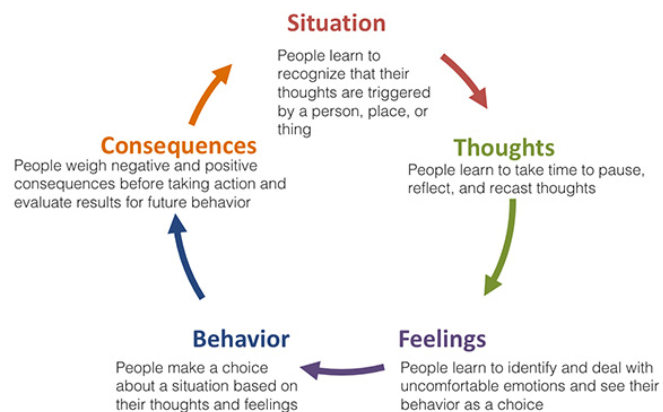 Situation
People learn to
recognize that their
thoughts are triggered
by a person, place, or
thing
Thoughts
People learn to take time to pause,
reflect, and recast thoughts
Feelings
People learn to identify and deal with
uncomfortable emotions and see their
behavior as a choice
Behavior
People make a choice
about a situation based on
their thoughts and feelings
Consequences
People weigh negative and positive
consequences before taking action and
evaluate results for future behavior